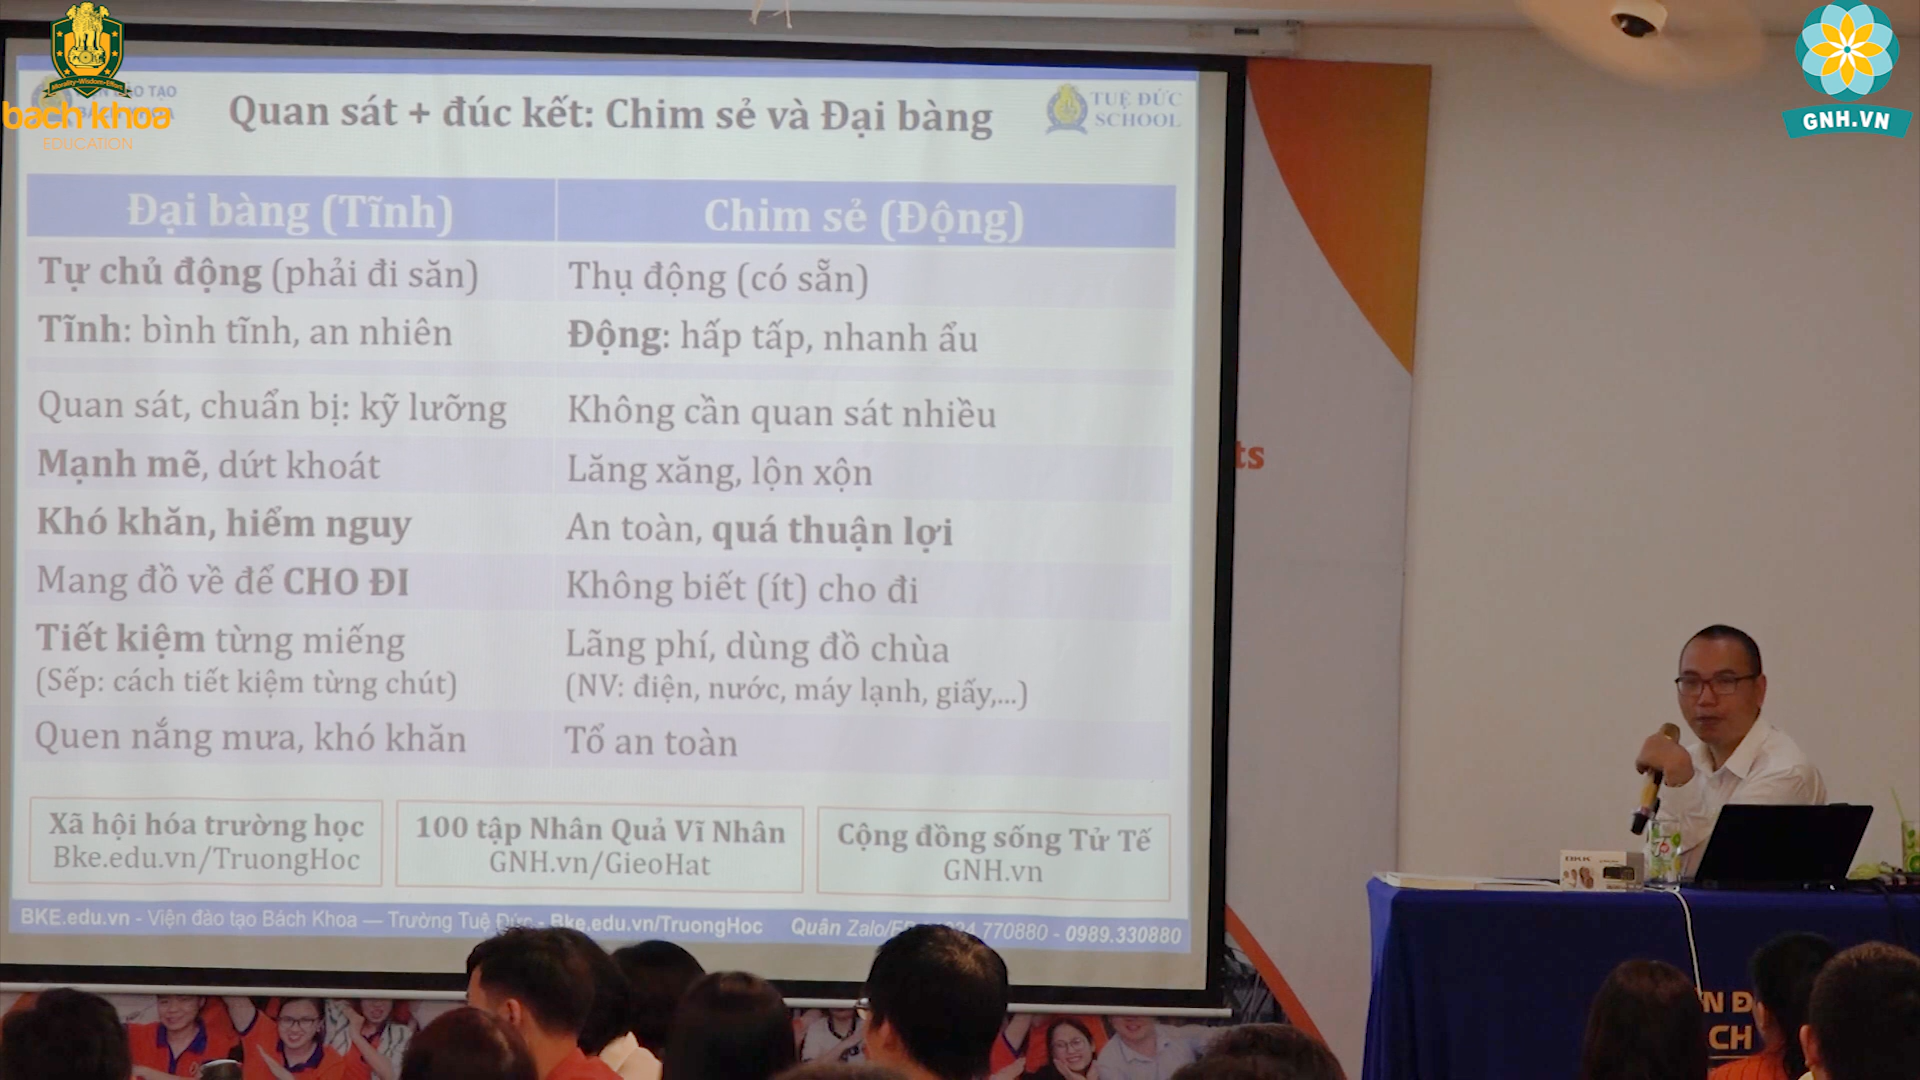 Morality-Wisdom-Effort
bách khoa
EDUCATION
Quan sát + đúc kết: Chim sẻ và Đại bàng
TUỆ ĐỨC
SCHOOL
GNH.VN
Đại bàng (Tĩnh)
Chim sẻ (Động)
Tự chủ động (phải đi săn)
Thụ động (có sẵn)
Tĩnh: bình tĩnh, an nhiên
Động: hấp tấp, nhanh ẩu
Quan sát, chuẩn bị: kỹ lưỡng
Không cần quan sát nhiều
Mạnh mẽ, dứt khoát
Lăng xăng, lộn xộn
Khó khăn, hiểm nguy
An toàn, quá thuận lợi
Mang đồ về để CHO ĐI
Không biết (ít) cho đi
Tiết kiệm từng miếng
(Sếp: cách tiết kiệm từng chút)
Lãng phí, dùng đồ chùa
(NV: điện, nước, máy lạnh, giấy,...)
Quen nắng mưa, khó khăn
Tổ an toàn
Xã hội hóa trường học
Bke.edu.vn/TruongHoc
100 tập Nhân Quả Vĩ Nhân
GNH.vn/GieoHat
Cộng đồng sống Tử Tế
GNH.vn
BKE.edu.vn - Viện đào tạo Bách Khoa — Trường Tuệ Đức - Bke.edu.vn/TruongHoc Quân Zalo/ 770880 - 0989.330880
ts